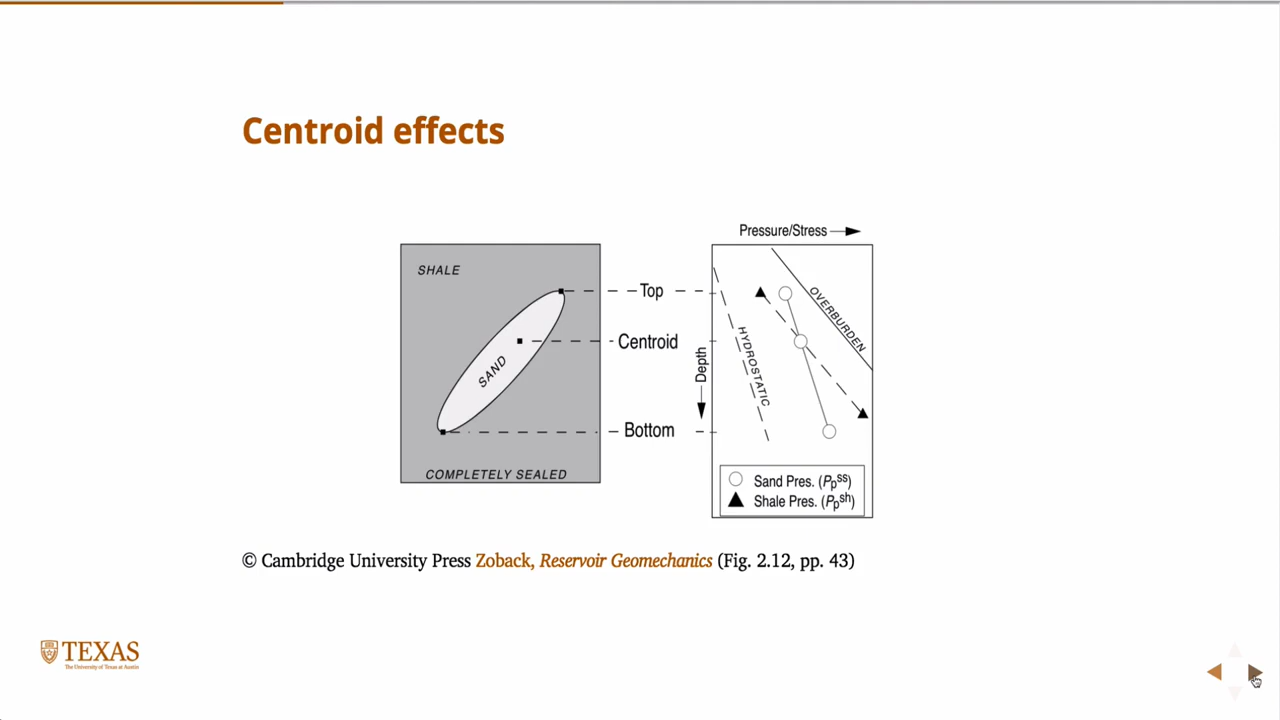 Centroid effects
Pressure/Stress
SHALE
Top
OVERBURDEN
Centroid
HYDROSTATIC
Depth
SAND
Bottom
COMPLETELY SEALED
Sand Pres. (Ppss)
Shale Pres. (Ppsh)
© Cambridge University Press Zoback, Reservoir Geomechanics (Fig. 2.12, pp. 43)
TEXAS
The University of Texas at Austin